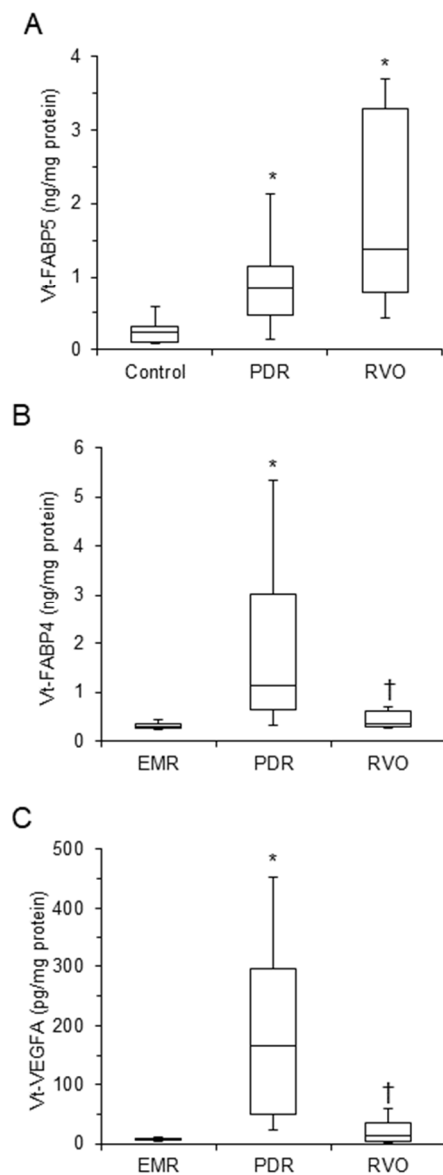 A
Vt-FABP5 (ng/mg protein)
4
3
2
1
0
*
*
Control PDR RVO
B
Vt-FABP4 (ng/mg protein)
6
5
4
3
2
1
0
*
†
EMR PDR RVO
C
Vt-VEGFA (pg/mg protein)
500
400
300
200
100
0
*
†
EMR PDR RVO